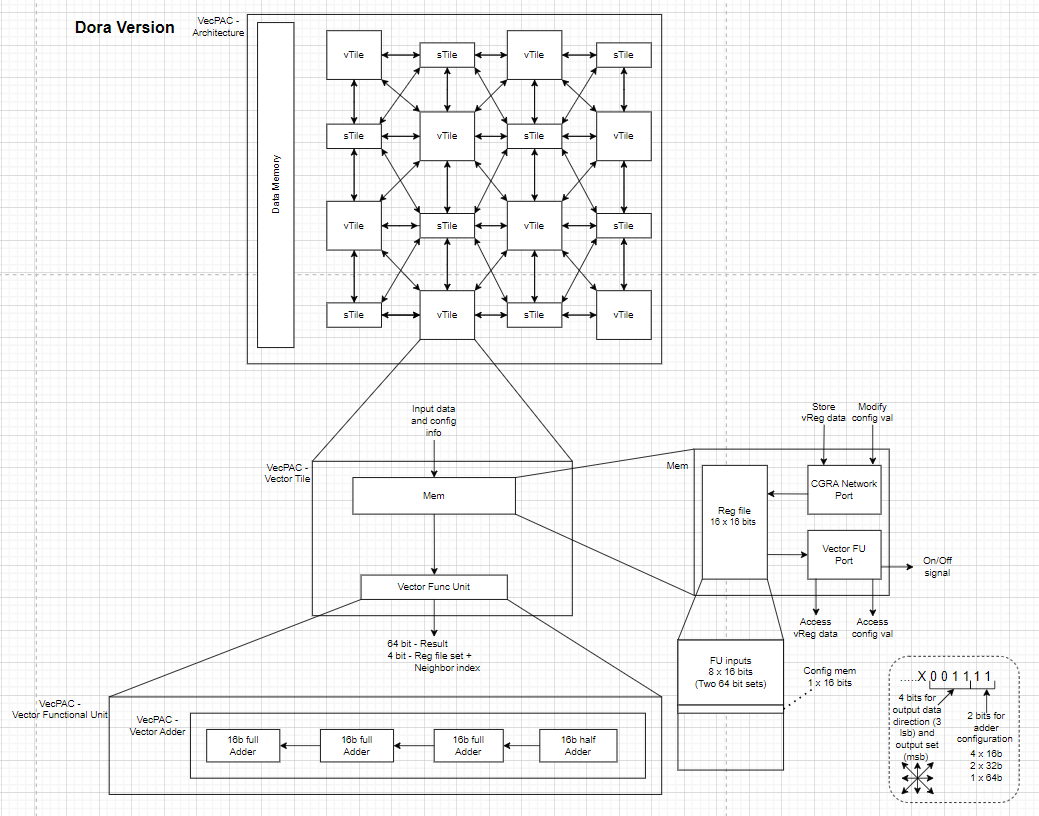 Dora Version
VecPAC -
Architecture
Data Memory
vTile
sTile
vTile
sTile
sTile
vTile
sTile
vTile
vTile
sTile
vTile
sTile
sTile
vTile
sTile
vTile
Input data
and config
info
VecPAC -
Vector Tile
Mem
Vector Func Unit
64 bit - Result
4 bit - Reg file set +
Neighbor index
Mem
Store
vReg data
Modify
config val
Reg file
16 x 16 bits
CGRA Network
Port
Vector FU
Port
On/Off
signal
Access
vReg data
Access
config val
FU inputs
8 x 16 bits
(Two 64 bit sets)
Config mem
1 x 16 bits
VecPAC -
Vector Functional Unit
VecPAC -
Vector Adder
16b full
Adder
16b full
Adder
16b full
Adder
16b half
Adder
.....X 0 0 1 1 1 1
4 bits for
output data
direction (3
lsb) and
output set
(msb)
2 bits for
adder
configuration
4 x 16b
2 x 32b
1 x 64b